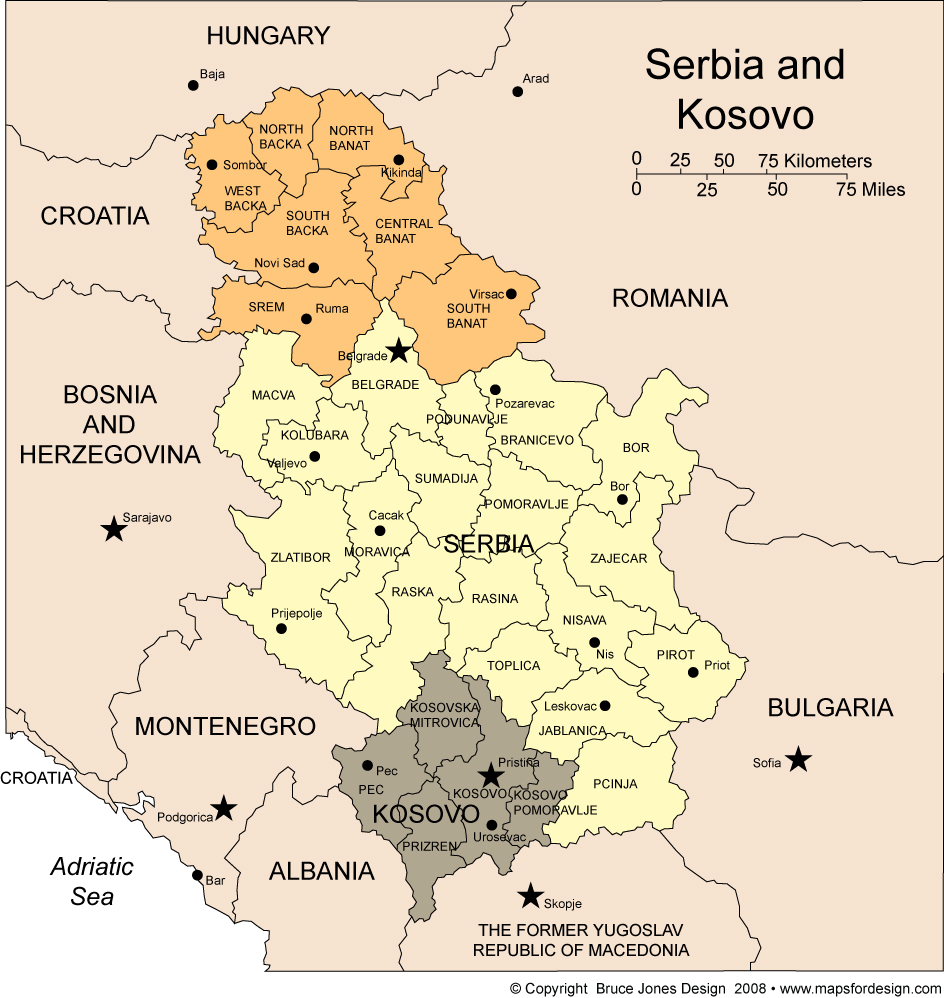 HUNGARY
Baja
Arad
Serbia and
Kosovo
0 25 50 75 Kilometers
0 25 50 75 Miles
NORTH
BACKA
NORTH
BANAT
Sombor
Kikinda
WEST
BACKA
CROATIA
SOUTH
BACKA
CENTRAL
BANAT
Novi Sad
Virsac
ROMANIA
SREM
Ruma
SOUTH
BANAT
Belgrade
BELGRADE
BOSNIA
AND
HERZEGOVINA
MACVA
Pozarevac
PODUNAVLJE
KOLUBARA
BRANICEVO
BOR
Valjevo
SUMADIJA
Bor
POMORAVLJE
Cacak
Sarajavo
SERBIA
MORAVICA
ZLATIBOR
ZAJECAR
RASKA
RASINA
Prijepolje
NISAVA
Nis
PIROT
Priot
TOPLICA
KOSOVSKA
MITROVICA
Leskovac
BULGARIA
MONTENEGRO
JABLANICA
Sofia
Pristina
CROATIA
Pec
PEC
PCINJA
KOSOVO
KOSOVO
POMORAVLJE
KOSOVO
Podgorica
Urosevac
PRIZREN
Adriatic
Sea
ALBANIA
Bar
Skopje
THE FORMER YUGOSLAV
REPUBLIC OF MACEDONIA
© Copyright Bruce Jones Design 2008 • www.mapsfordesign.com